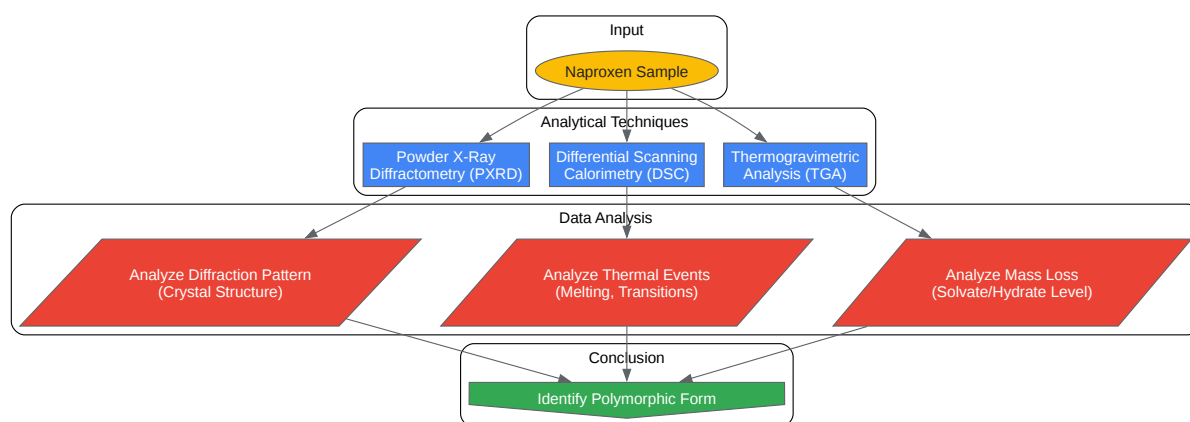 Input
Naproxen Sample
Analytical Techniques
Powder X-Ray
Diffractometry (PXRD)
Differential Scanning
Calorimetry (DSC)
Thermogravimetric
Analysis (TGA)
Data Analysis
Analyze Diffraction Pattern
(Crystal Structure)
Analyze Thermal Events
(Melting, Transitions)
Analyze Mass Loss
(Solvate/Hydrate Level)
Conclusion
Identify Polymorphic Form